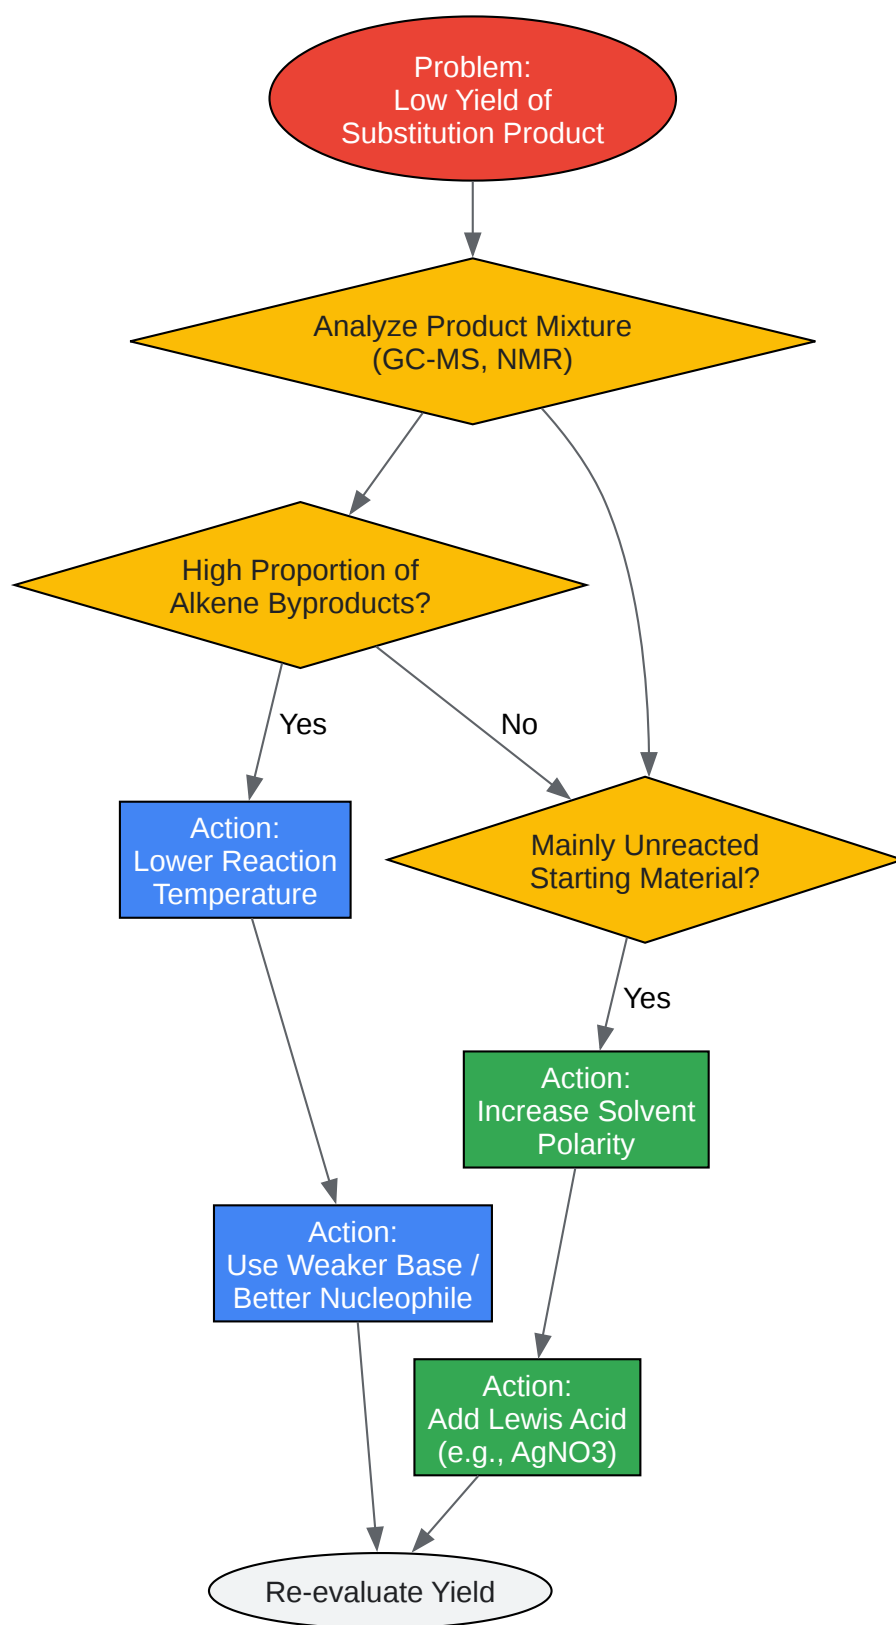 Problem:
Low Yield of
Substitution Product
Analyze Product Mixture
(GC-MS, NMR)
High Proportion of
Alkene Byproducts?
Yes
No
Action:
Lower Reaction
Temperature
Mainly Unreacted
Starting Material?
Yes
Action:
Increase Solvent
Polarity
Action:
Use Weaker Base /
Better Nucleophile
Action:
Add Lewis Acid
(e.g., AgNO3)
Re-evaluate Yield